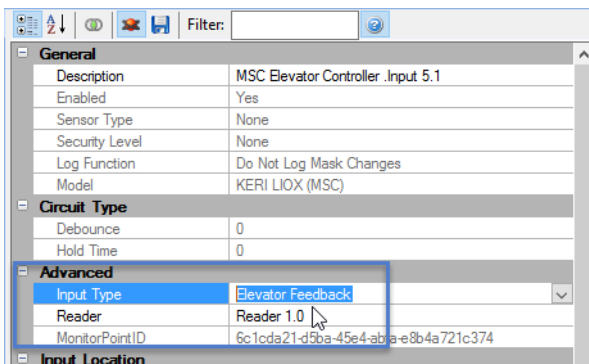 Filter:
General
Description MSC Elevator Controller .Input 5.1
Enabled Yes
Sensor Type None
Security Level None
Log Function Do Not Log Mask Changes
Model KERI LIOX (MSC)
Circuit Type
Debounce 0
Hold Time 0
Advanced
Input Type Elevator Feedback
Reader Reader 1.0
MonitorPointID 6c1cda21-d5ba-45e4-abfa-e8b4a721c374
Input Location